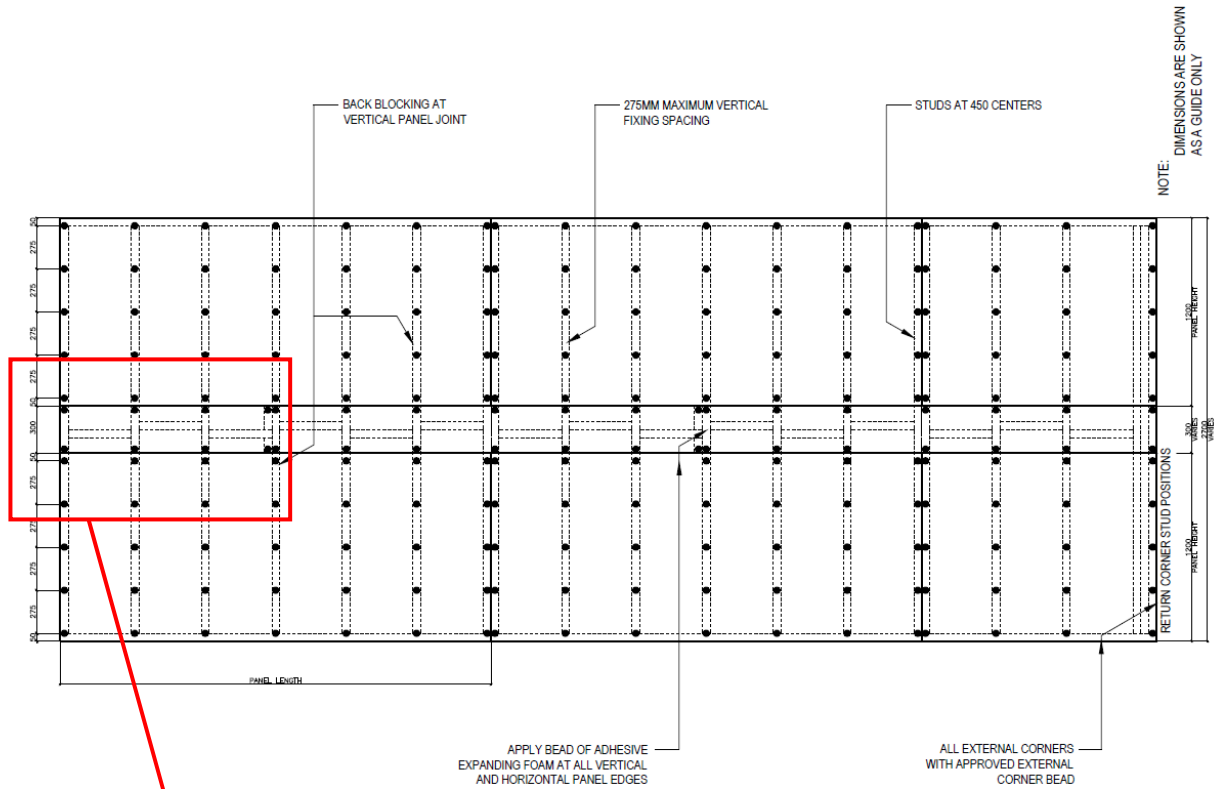 DIMENSIONS ARE SHOWN
AS A GUIDE ONLY
NOTE:
BACK BLOCKING AT
VERTICAL PANEL JOINT
275MM MAXIMUM VERTICAL
FIXING SPACING
STUDS AT 450 CENTERS
50
275
275
275
275
50
300
50
275
275
275
275
50
1200
PANEL HEIGHT
300
VARIES
2700
VARIES
1200
PANEL HEIGHT
RETURN CORNER STUD POSITIONS
PANEL LENGTH
APPLY BEAD OF ADHESIVE
EXPANDING FOAM AT ALL VERTICAL
AND HORIZONTAL PANEL EDGES
ALL EXTERNAL CORNERS
WITH APPROVED EXTERNAL
CORNER BEAD